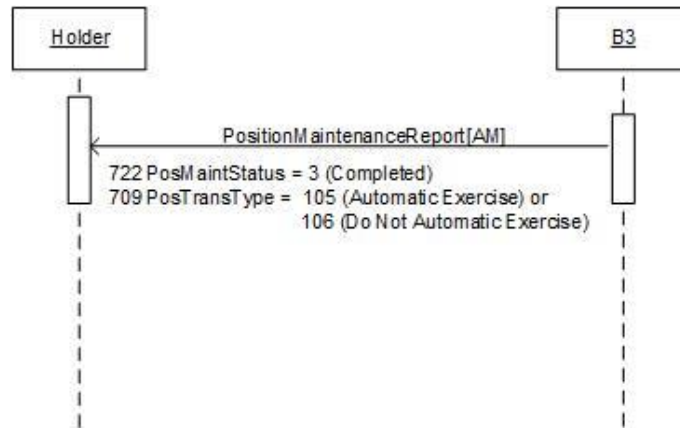 Holder
B3
PositionMaintenanceReport[AM]
722 PosMaintStatus = 3 (Completed)
709 PosTransType = 105 (Automatic Exercise) or
106 (Do Not Automatic Exercise)